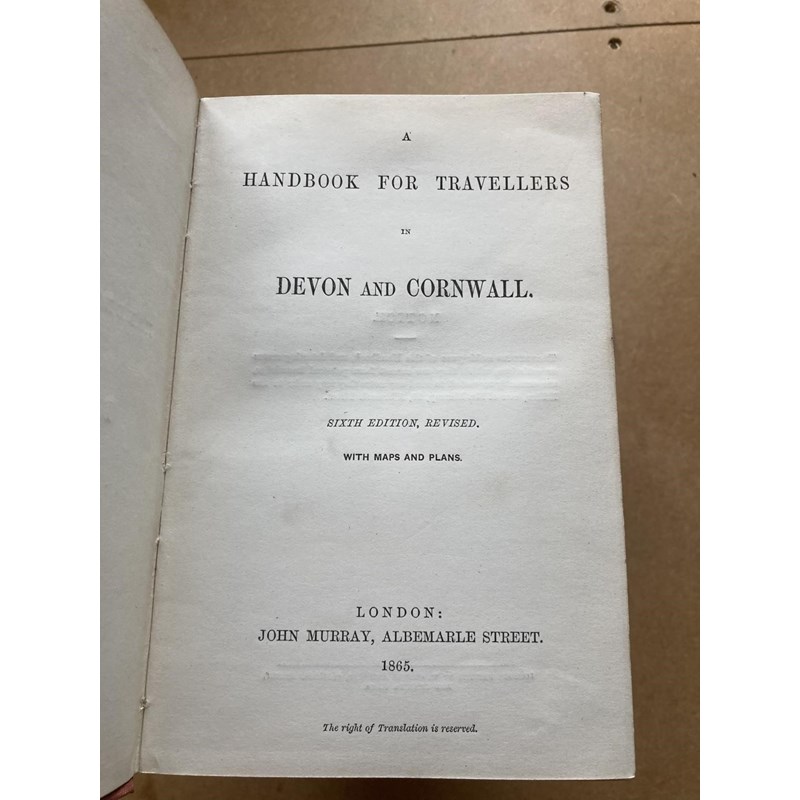 A
HANDBOOK FOR TRAVELLERS
IN
DEVON AND CORNWALL.
SIXTH EDITION, REVISED.
WITH MAPS AND PLANS.
LONDON:
JOHN MURRAY, ALBEMARLE STREET.
1865.
The right of Translation is reserved.